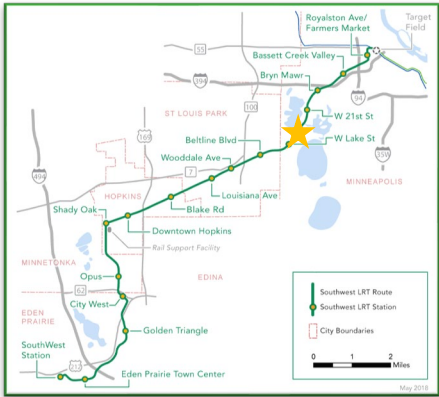 Royalston Ave/
Farmers Market
Target
Field
55
Bassett Creek Valley
394
Bryn Mawr
94
100
ST LOUIS PARK
W 21st St
169
Beltline Blvd
W Lake St
Wooddale Ave
35W
7
MINNEAPOLIS
494
Louisiana Ave
HOPKINS
Blake Rd
Shady Oak
Downtown Hopkins
Rail Support Facility
MINNETONKA
Opus
EDINA
62
City West
EDEN
PRAIRIE
Golden Triangle
SouthWest
Station
212
Eden Prairie Town Center
Southwest LRT Route
Southwest LRT Station
City Boundaries
0 1 2
Miles
May 2018